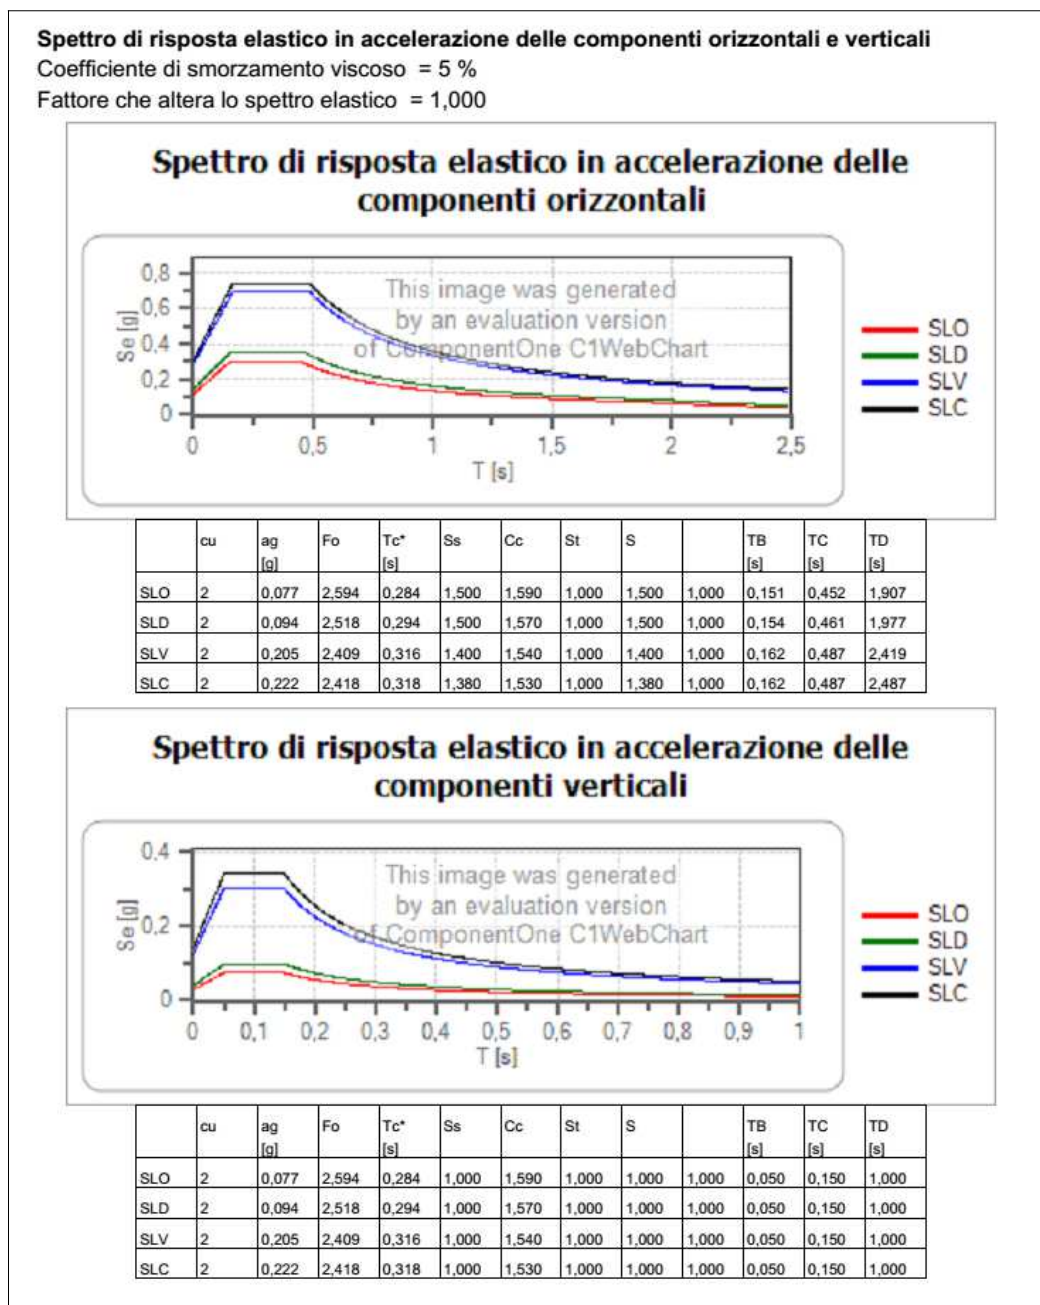 Spettro di risposta elastico in accelerazione delle componenti orizzontali e verticali
Coefficiente di smorzamento viscoso = 5 %
Fattore che altera lo spettro elastico = 1,000
Spettro di risposta elastico in accelerazione delle
componenti orizzontali
This image was generated
by an evaluation version
of ComponentOne C1WebChart
Se [g]
0,8
0,6
0,4
0,2
0
0 0,5 1 1,5 2 2,5
T [s]
SLO
SLD
SLV
SLC
cu ag Fo Tc* Ss Cc St S TB TC TD
[g] [s] [s] [s] [s]
SLO 2 0,077 2,594 0,284 1,500 1,590 1,000 1,500 1,000 0,151 0,452 1,907
SLD 2 0,094 2,518 0,294 1,500 1,570 1,000 1,500 1,000 0,154 0,461 1,977
SLV 2 0,205 2,409 0,316 1,400 1,540 1,000 1,400 1,000 0,162 0,487 2,419
SLC 2 0,222 2,418 0,318 1,380 1,530 1,000 1,380 1,000 0,162 0,487 2,487
Spettro di risposta elastico in accelerazione delle
componenti verticali
This image was generated
by an evaluation version
of ComponentOne C1WebChart
Se [g]
0,4
0,2
0
0 0,1 0,2 0,3 0,4 0,5 0,6 0,7 0,8 0,9 1
T [s]
SLO
SLD
SLV
SLC
cu ag Fo Tc* Ss Cc St S TB TC TD
[g] [s] [s] [s] [s]
SLO 2 0,077 2,594 0,284 1,000 1,590 1,000 1,000 1,000 0,050 0,150 1,000
SLD 2 0,094 2,518 0,294 1,000 1,570 1,000 1,000 1,000 0,050 0,150 1,000
SLV 2 0,205 2,409 0,316 1,000 1,540 1,000 1,000 1,000 0,050 0,150 1,000
SLC 2 0,222 2,418 0,318 1,000 1,530 1,000 1,000 1,000 0,050 0,150 1,000